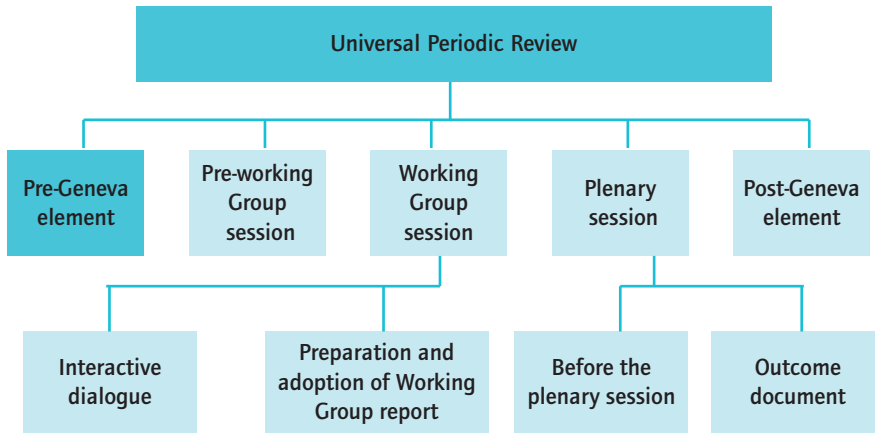 Universal Periodic Review
Pre-Geneva
element
Pre-working
Group
session
Working
Group
session
Plenary
session
Post-Geneva
element
Interactive
dialogue
Preparation and
adoption of Working
Group report
Before the
plenary session
Outcome
document